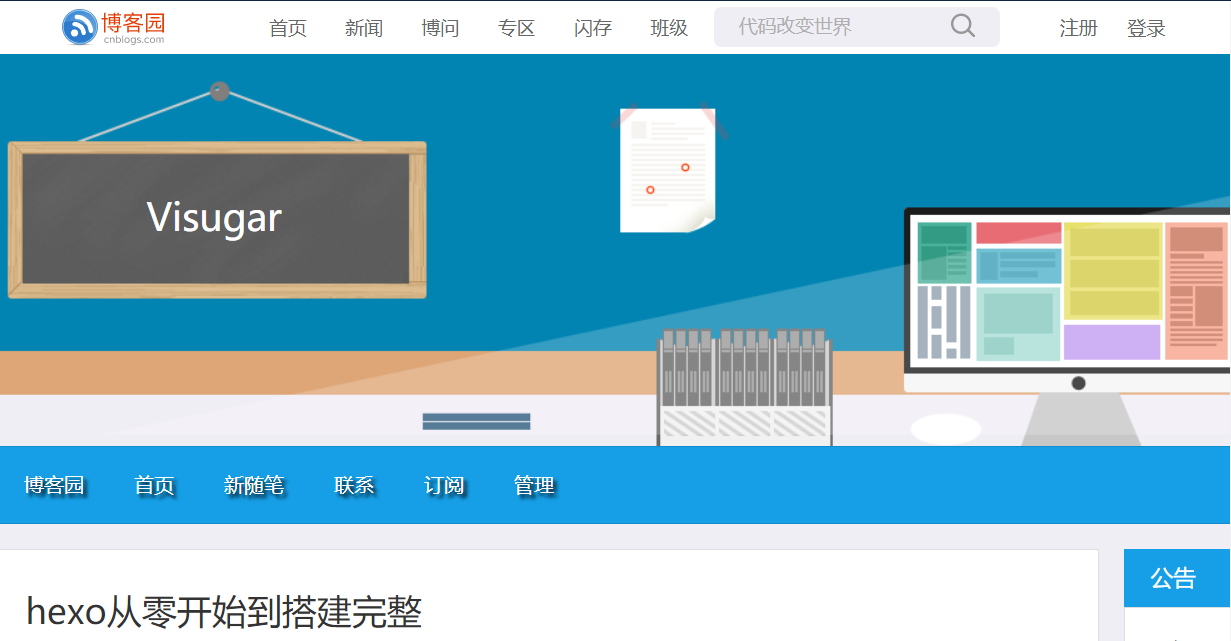 博客园
cnblogs.com
首页 新闻 博问 专区 闪存 班级 代码改变世界 注册 登录
Visugar
博客园 首页 新随笔 联系 订阅 管理
公告
hexo从零开始到搭建完整